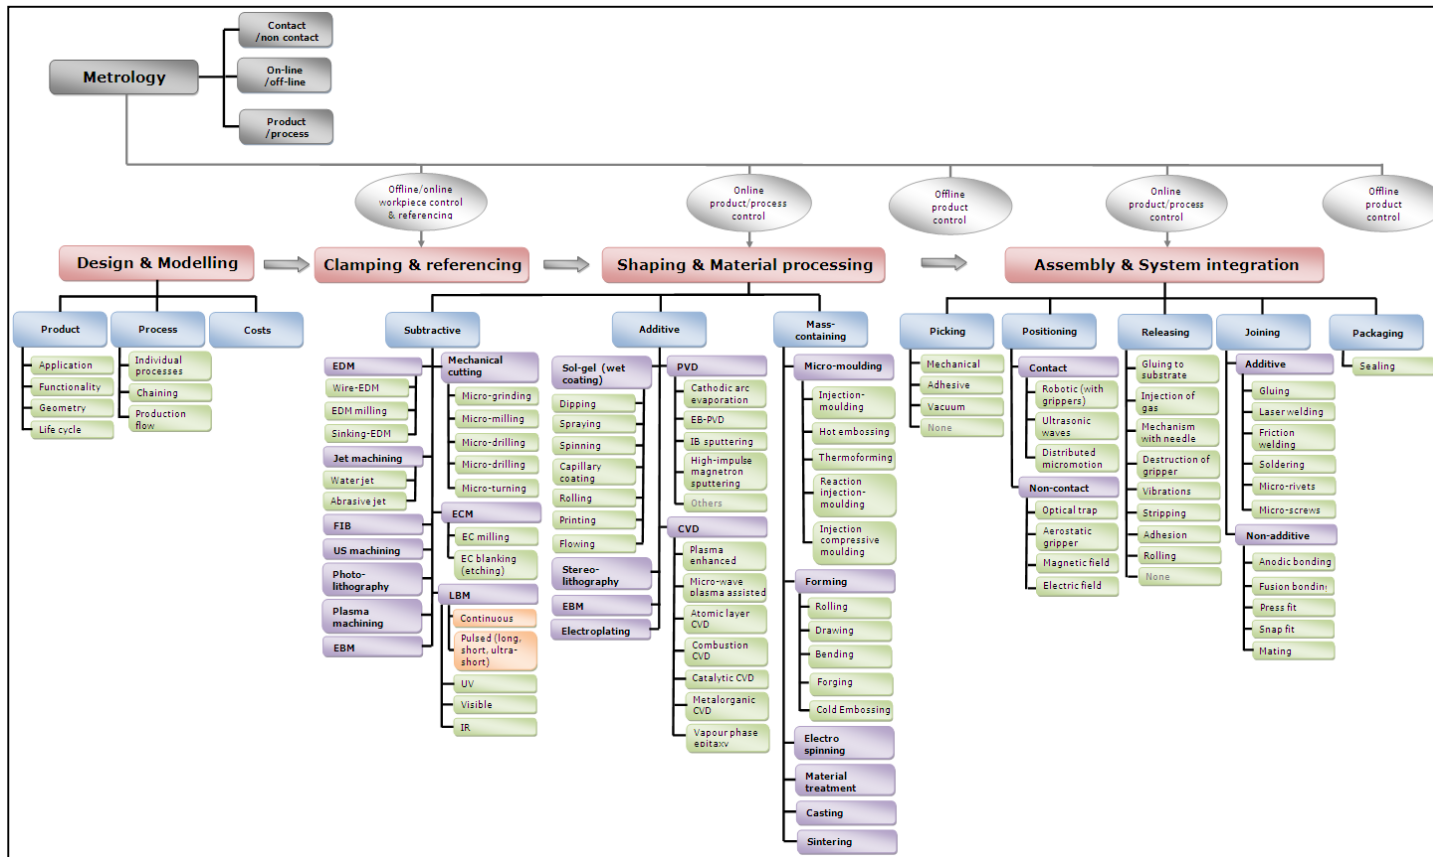 Contact
/non contact
Metrology
On-line
/off-line
Product
/process
Offline/online
workpiece control
& referencing
Online
product/process
control
Offline
product
control
Online
product/process
control
Offline
product
control
Design & Modelling
Clamping & referencing
Shaping & Material processing
Assembly & System integration
Product
Application
Functionality
Geometry
Life cycle
Process
Individual
processes
Chaining
Production
flow
Costs
Subtractive
EDM
Wire-EDM
EDM milling
Sinking-EDM
Jet machining
Water jet
Abrasive jet
FIB
US machining
Photo-
lithography
Plasma
machining
EBM
Mechanical
cutting
Micro-grinding
Micro-milling
Micro-drilling
Micro-drilling
Micro-turning
ECM
EC milling
EC blanking
(etching)
LBM
Continuous
Pulsed (long,
short, ultra-
short)
UV
Visible
IR
Additive
Sol-gel (wet
coating)
Dipping
Spraying
Spinning
Capillary
coating
Rolling
Printing
Flowing
Stereo-
lithography
EBM
Electroplating
PVD
Cathodic arc
evaporation
EB-PVD
IB sputtering
High-impulse
magnetron
sputtering
Others
CVD
Plasma
enhanced
Micro-wave
plasma assisted
Atomic layer
CVD
Combustion
CVD
Catalytic CVD
Metalorganic
CVD
Vapour phase
epitaxy
Mass-
containing
Micro-moulding
Injection-
moulding
Hot embossing
Thermoforming
Reaction
injection-
moulding
Injection
compressive
moulding
Forming
Rolling
Drawing
Bending
Forging
Cold Embossing
Electro
spinning
Material
treatment
Casting
Sintering
Picking
Mechanical
Adhesive
Vacuum
None
Positioning
Contact
Robotic (with
grippers)
Ultrasonic
waves
Distributed
micromotion
Non-contact
Optical trap
Aerostatic
gripper
Magnetic field
Electric field
Releasing
Gluing to
substrate
Injection of
gas
Mechanism
with needle
Destruction of
gripper
Vibrations
Stripping
Adhesion
Rolling
None
Joining
Additive
Gluing
Laser welding
Friction
welding
Soldering
Micro-rivets
Micro-screws
Non-additive
Anodic bonding
Fusion bonding
Press fit
Snap fit
Mating
Packaging
Sealing